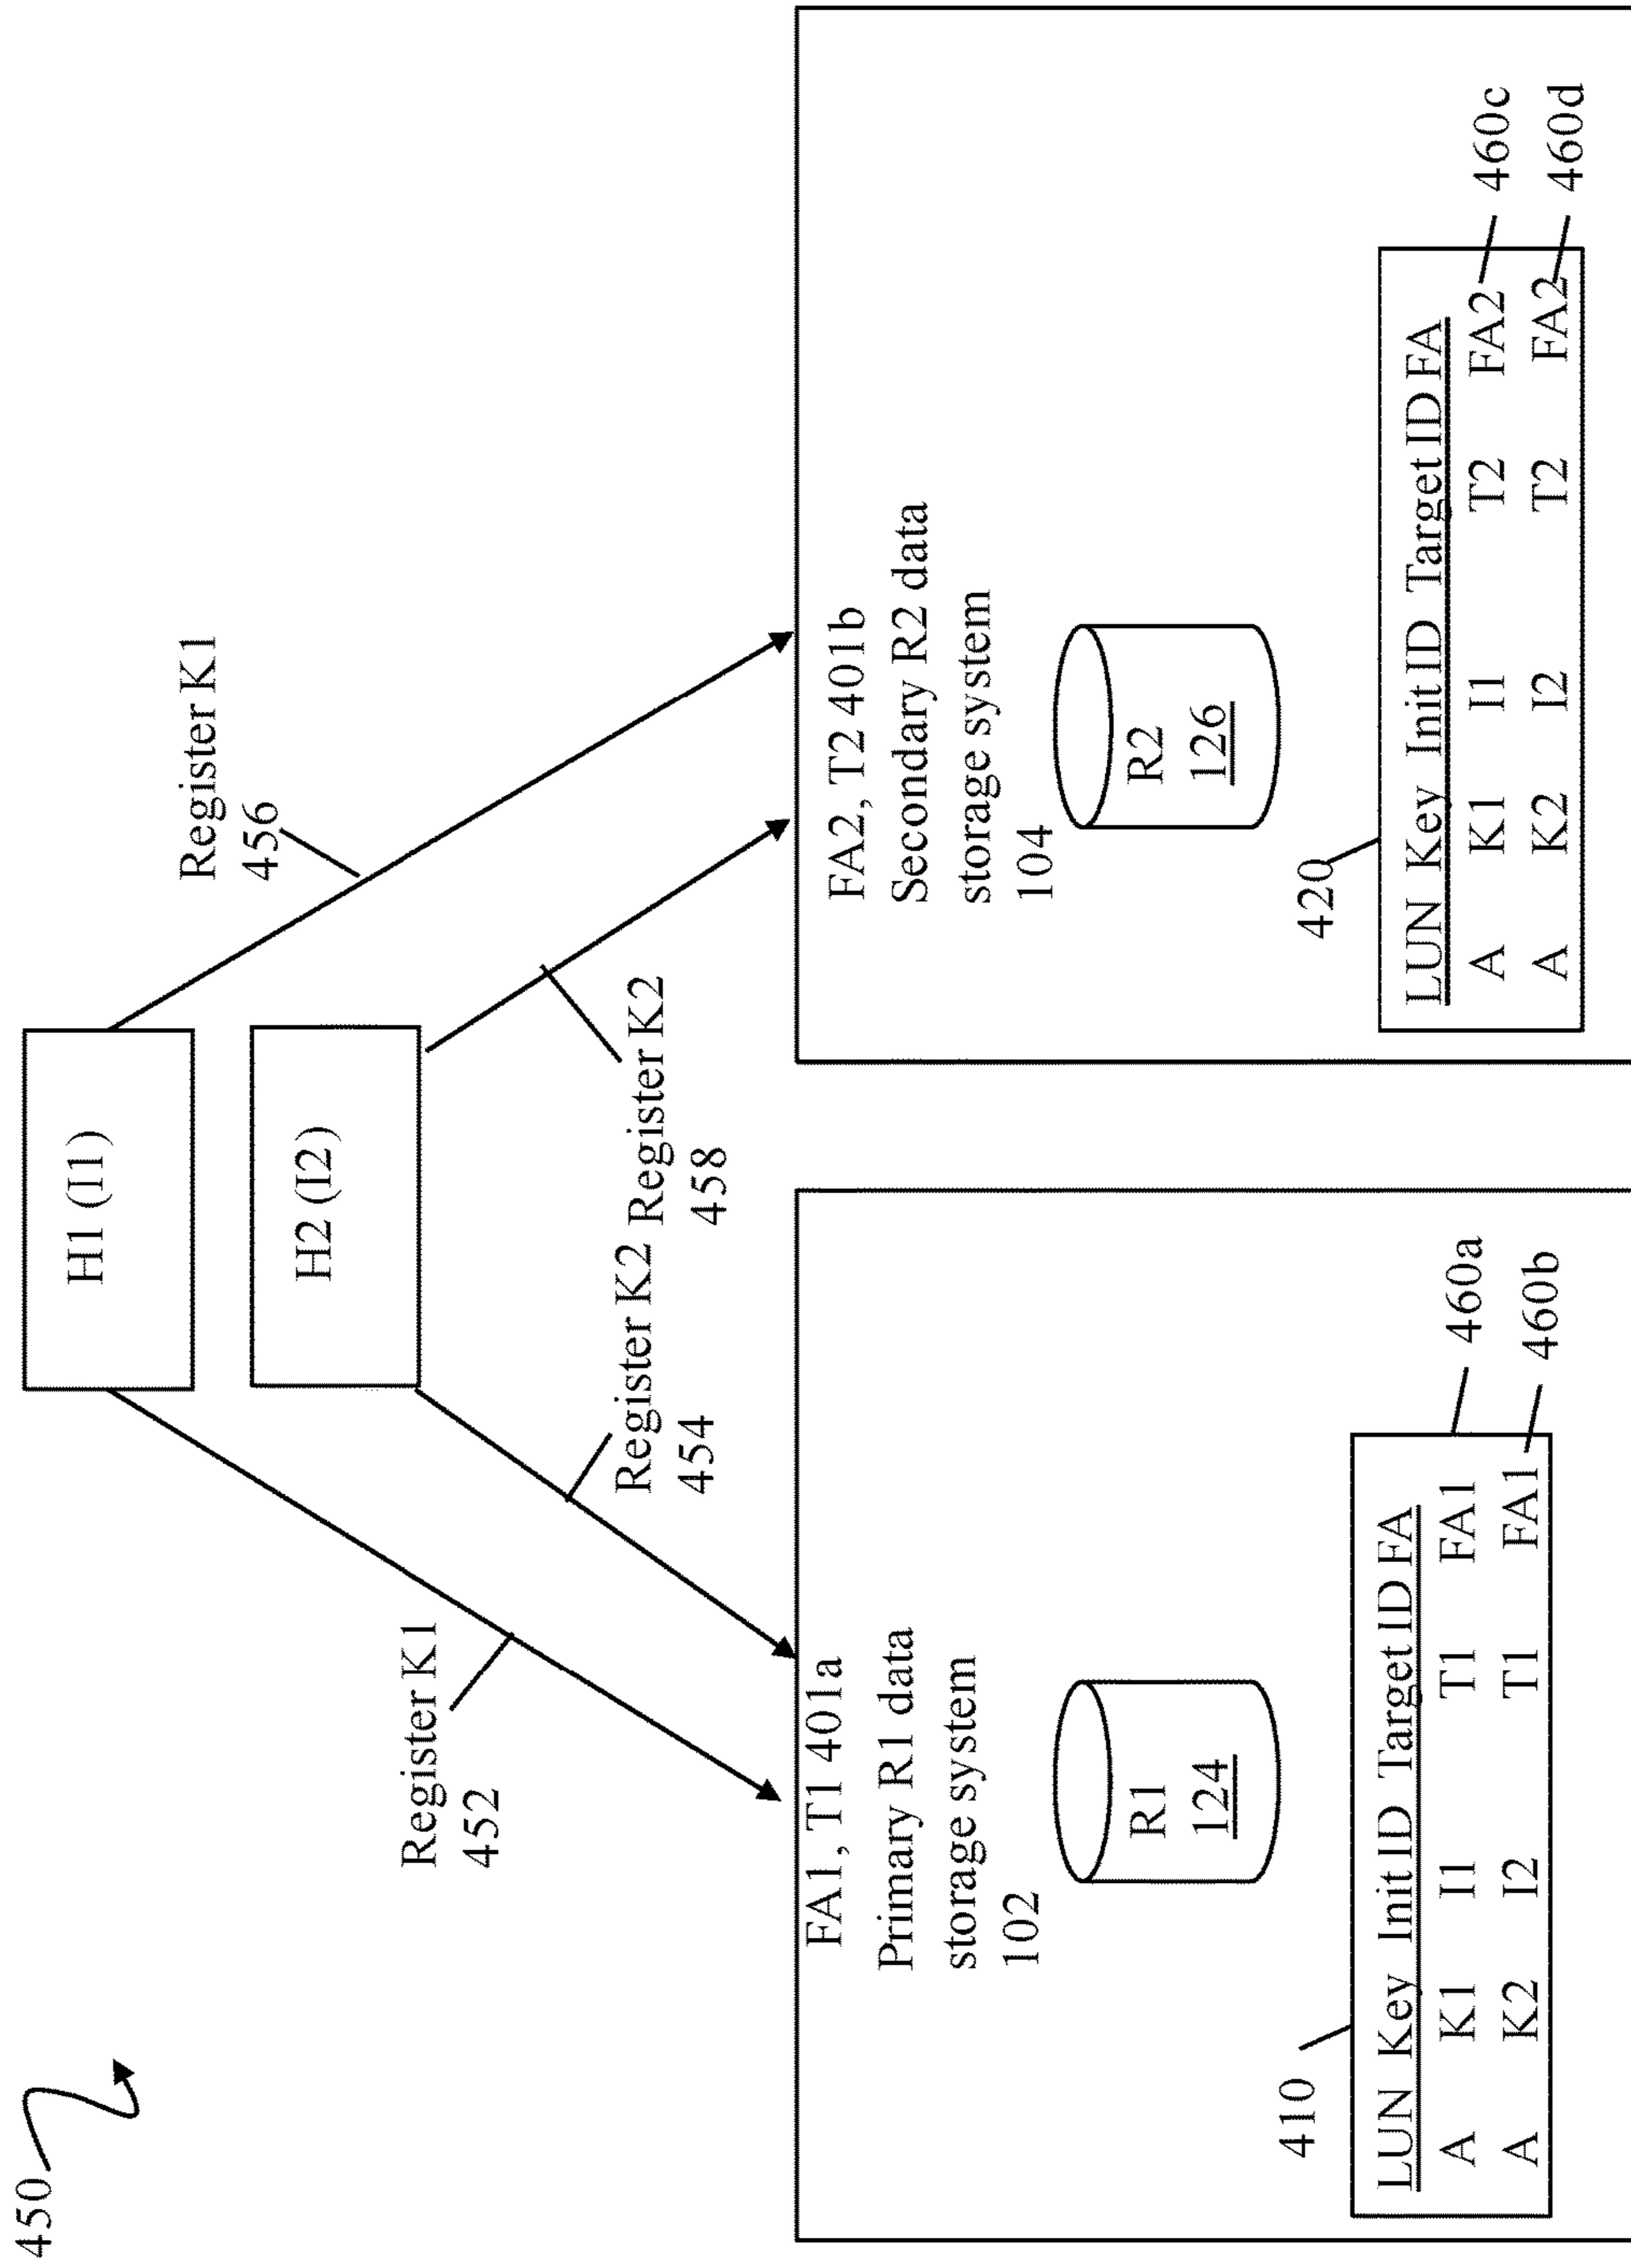 450
H1 (I1)
H2 (I2)
Register K1
456
Register K1
452
Register K2
454
Register K2
458
FA1, T1 401a
Primary R1 data
storage system
102
R1
124
410
LUN Key Init ID Target ID FA
A K1 I1 T1 FA1
460a
A K2 I2 T1 FA1
460b
FA2, T2 401b
Secondary R2 data
storage system
104
R2
126
420
LUN Key Init ID Target ID FA
A K1 I1 T2 FA2
460c
A K2 I2 T2 FA2
460d